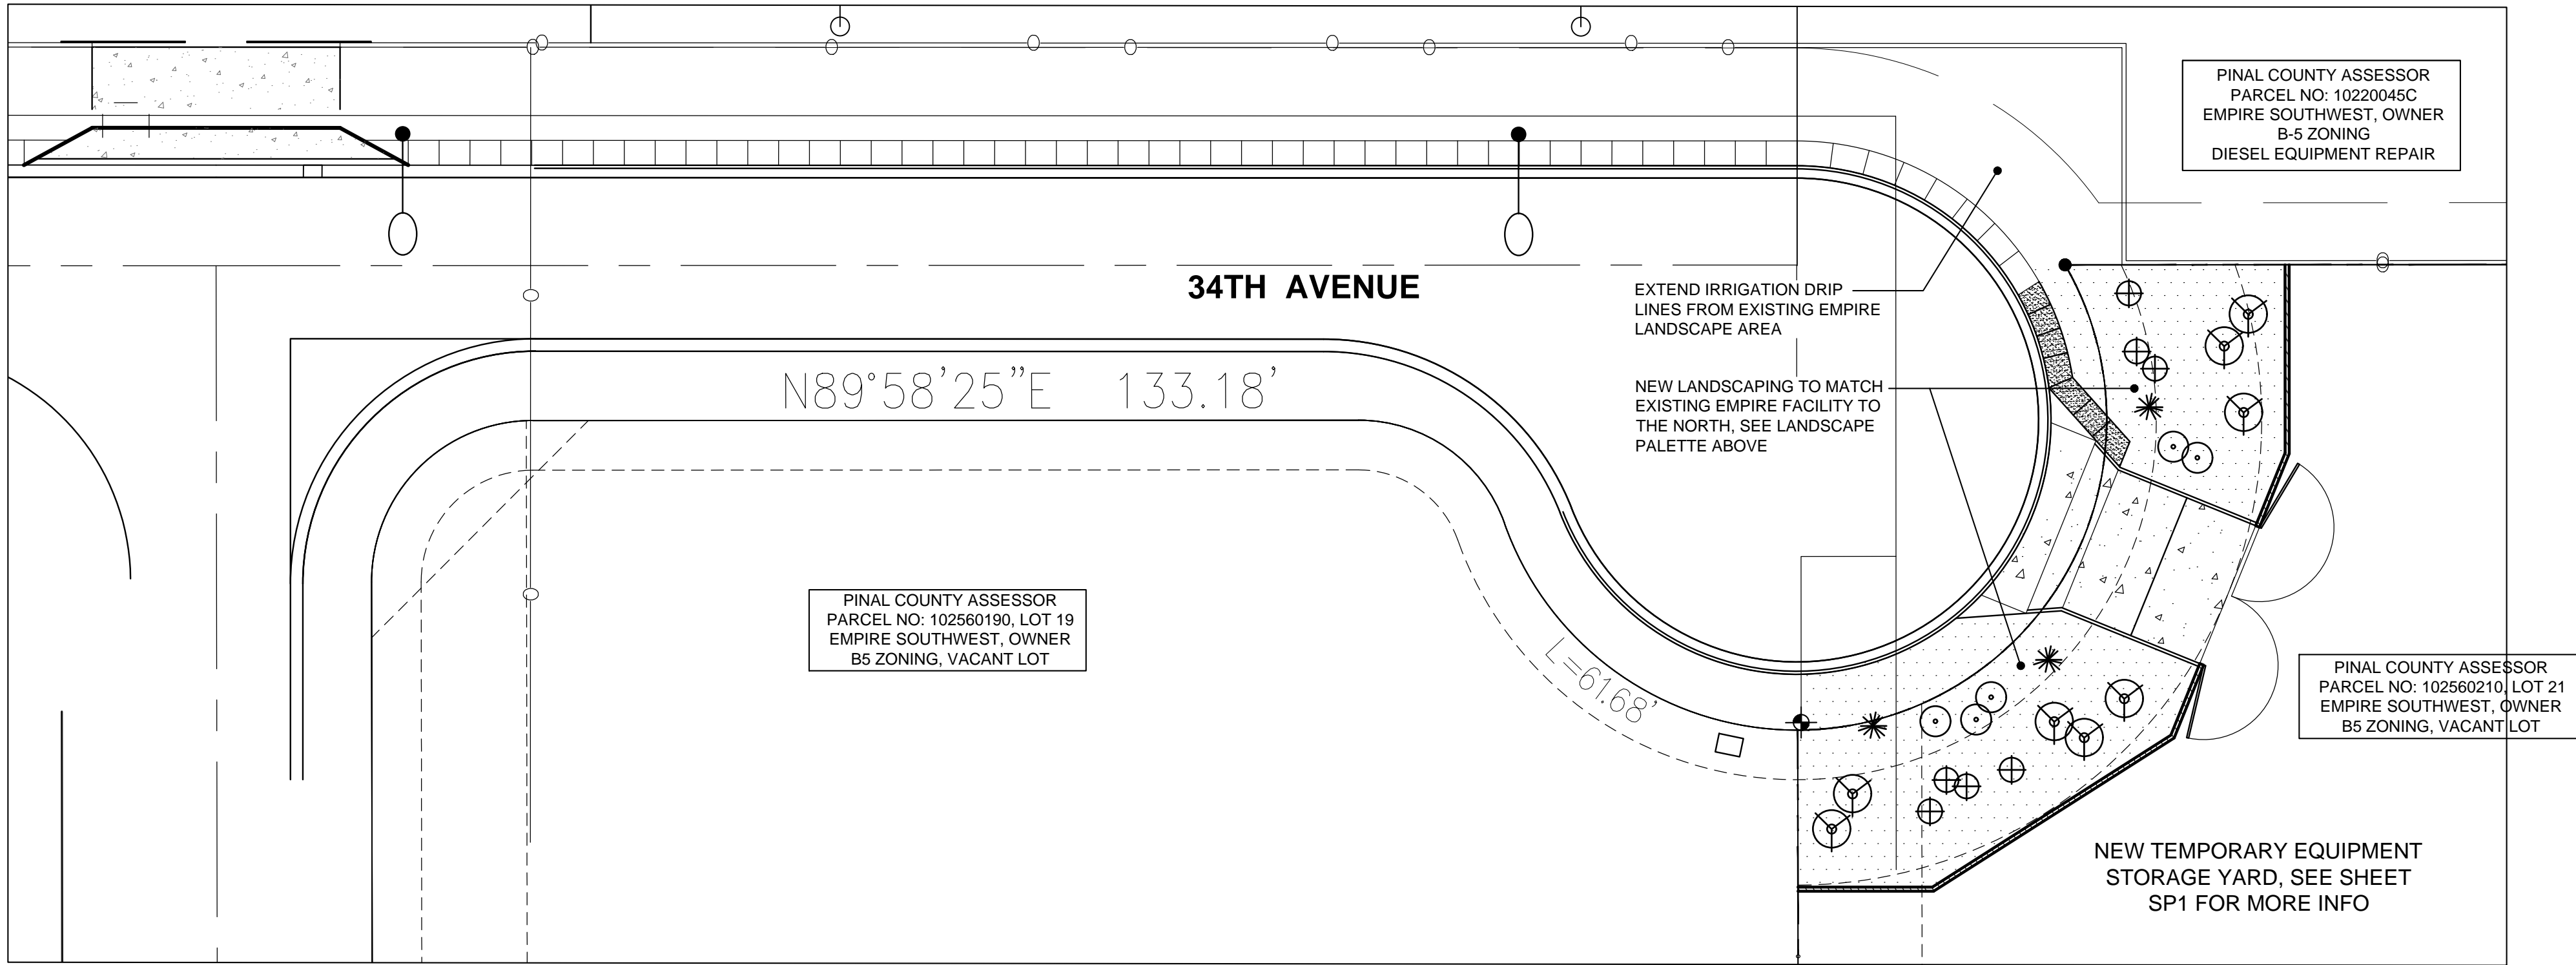 PINAL COUNTY ASSESSOR
PARCEL NO: 10220045C
EMPIRE SOUTHWEST, OWNER
B-5 ZONING
DIESEL EQUIPMENT REPAIR
34TH AVENUE
EXTEND IRRIGATION DRIP
LINES FROM EXISTING EMPIRE
LANDSCAPE AREA
N89°58'25"E 133.18'
NEW LANDSCAPING TO MATCH
EXISTING EMPIRE FACILITY TO
THE NORTH, SEE LANDSCAPE
PALETTE ABOVE
PINAL COUNTY ASSESSOR
PARCEL NO: 102560190, LOT 19
EMPIRE SOUTHWEST, OWNER
B5 ZONING, VACANT LOT
L=61.68'
PINAL COUNTY ASSESSOR
PARCEL NO: 102560210, LOT 21
EMPIRE SOUTHWEST, OWNER
B5 ZONING, VACANT LOT
NEW TEMPORARY EQUIPMENT
STORAGE YARD, SEE SHEET
SP1 FOR MORE INFO